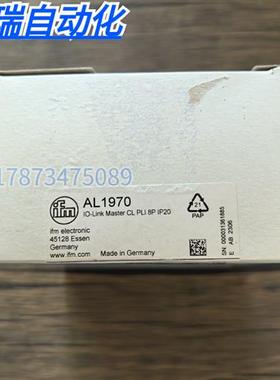 瑞自动化
17873475089
ifm
AL1970
IO-Link Master CL PLI 8P IP20
ifm electronic
45128 Essen
Germany
www.ifm.com
Made in
Germany
21
PAP
SN: 000031361885
E AB 2306